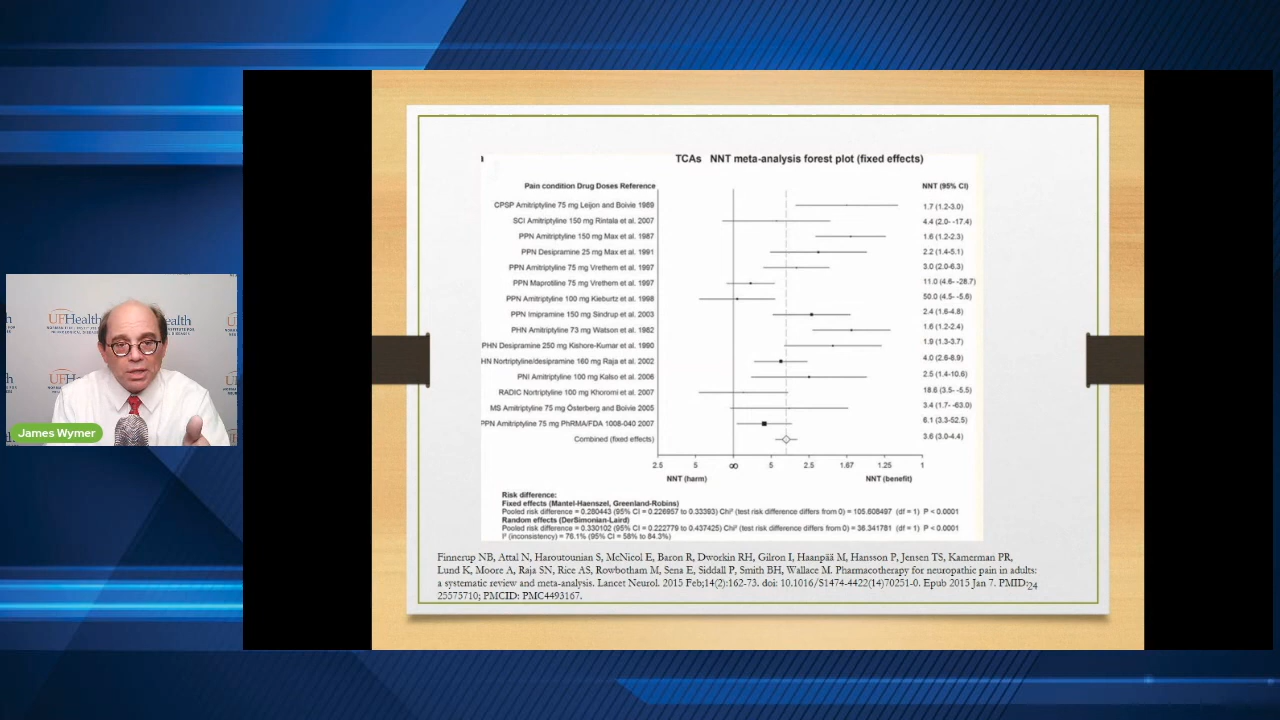 TCAs NNT meta-analysis forest plot (fixed effects)
Pain condition Drug Doses Reference NNT (95% CI)
CPSP Amitriptyline 75 mg Leijon and Boivie 1989 1.7 (1.2-3.0)
SCI Amitriptyline 150 mg Rintala et al. 2007 4.4 (2.0- -17.4)
PPN Amitriptyline 150 mg Max et al. 1987 1.6 (1.2-2.3)
PPN Desipramine 25 mg Max et al. 1991 2.2 (1.4-5.1)
PPN Amitriptyline 75 mg Vrethem et al. 1997 3.0 (2.0-6.3)
PPN Maprotiline 75 mg Vrethem et al. 1997 11.0 (4.6- -28.7)
PPN Amitriptyline 100 mg Kieburtz et al. 1998 50.0 (4.5- -5.6)
PPN Imipramine 150 mg Sindrup et al. 2003 2.4 (1.6-4.8)
PHN Amitriptyline 73 mg Watson et al. 1982 1.6 (1.2-2.4)
PHN Desipramine 250 mg Kishore-Kumar et al. 1990 1.9 (1.3-3.7)
HN Nortriptyline/desipramine 160 mg Raja et al. 2002 4.0 (2.6-8.9)
PNI Amitriptyline 100 mg Kalso et al. 2006 2.5 (1.4-10.6)
RADIC Nortriptyline 100 mg Khoromi et al. 2007 18.6 (3.5- -5.5)
MS Amitriptyline 75 mg Österberg and Boivie 2005 3.4 (1.7- -63.0)
PPN Amitriptyline 75 mg PhRMA/FDA 1008-040 2007 6.1 (3.3-52.5)
Combined (fixed effects) 3.6 (3.0-4.4)
2.5 5 ∞ 5 2.5 1.67 1.25 1
NNT (harm) NNT (benefit)
Risk difference:
Fixed effects (Mantel-Haenszel, Greenland-Robins)
Pooled risk difference = 0.280443 (95% CI = 0.226957 to 0.33393) Chi² (test risk difference differs from 0) = 105.608497 (df = 1) P < 0.0001
Random effects (DerSimonian-Laird)
Pooled risk difference = 0.330102 (95% CI = 0.222779 to 0.437425) Chi² (test risk difference differs from 0) = 36.341781 (df = 1) P < 0.0001
I² (inconsistency) = 76.1% (95% CI = 58% to 84.3%)
Finnerup NB, Attal N, Haroutounian S, McNicol E, Baron R, Dworkin RH, Gilron I, Haanpää M, Hansson P, Jensen TS, Kamerman PR,
Lund K, Moore A, Raja SN, Rice AS, Rowbotham M, Sena E, Siddall P, Smith BH, Wallace M. Pharmacotherapy for neuropathic pain in adults:
a systematic review and meta-analysis. Lancet Neurol. 2015 Feb;14(2):162-73. doi: 10.1016/S1474-4422(14)70251-0. Epub 2015 Jan 7. PMID:
25575710; PMCID: PMC4493167.
24
UFHealth
ealth
James Wymer